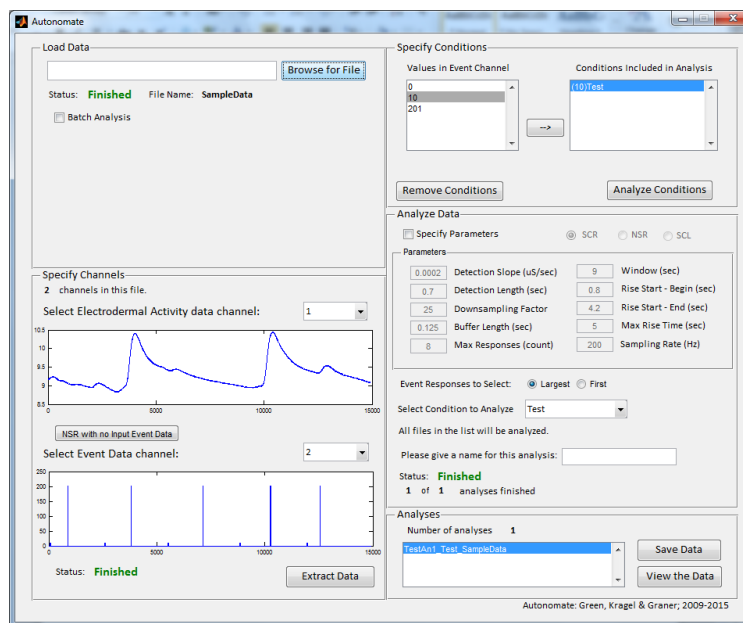 Autonomate
Load Data
Browse for File
Status: Finished File Name: SampleData
Batch Analysis
Specify Channels
2 channels in this file.
Select Electrodermal Activity data channel: 1
10.5
10
9.5
9
8.5
0 5000 10000 15000
NSR with no Input Event Data
Select Event Data channel: 2
250
200
150
100
50
0
0 5000 10000 15000
Status: Finished
Extract Data
Specify Conditions
Values in Event Channel
Conditions Included in Analysis
0
10
201
-->
(10)Test
Remove Conditions
Analyze Conditions
Analyze Data
Specify Parameters SCR NSR SCL
Parameters
0.0002 Detection Slope (uS/sec) 9 Window (sec)
0.7 Detection Length (sec) 0.8 Rise Start - Begin (sec)
25 Downsampling Factor 4.2 Rise Start - End (sec)
0.125 Buffer Length (sec) 5 Max Rise Time (sec)
8 Max Responses (count) 200 Sampling Rate (Hz)
Event Responses to Select: Largest First
Select Condition to Analyze Test
All files in the list will be analyzed.
Please give a name for this analysis:
Status: Finished
1 of 1 analyses finished
Analyses
Number of analyses 1
TestAn1_Test_SampleData
Save Data
View the Data
Autonomate: Green, Kragel & Graner; 2009-2015